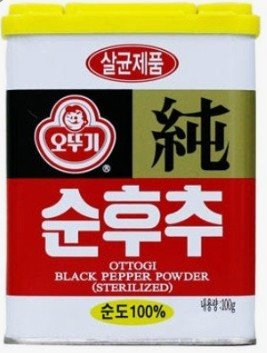 살균제품
오뚜기
®
純
순후추
OTTOGI
BLACK PEPPER POWDER
(STERILIZED)
순도100%
내용량:100g